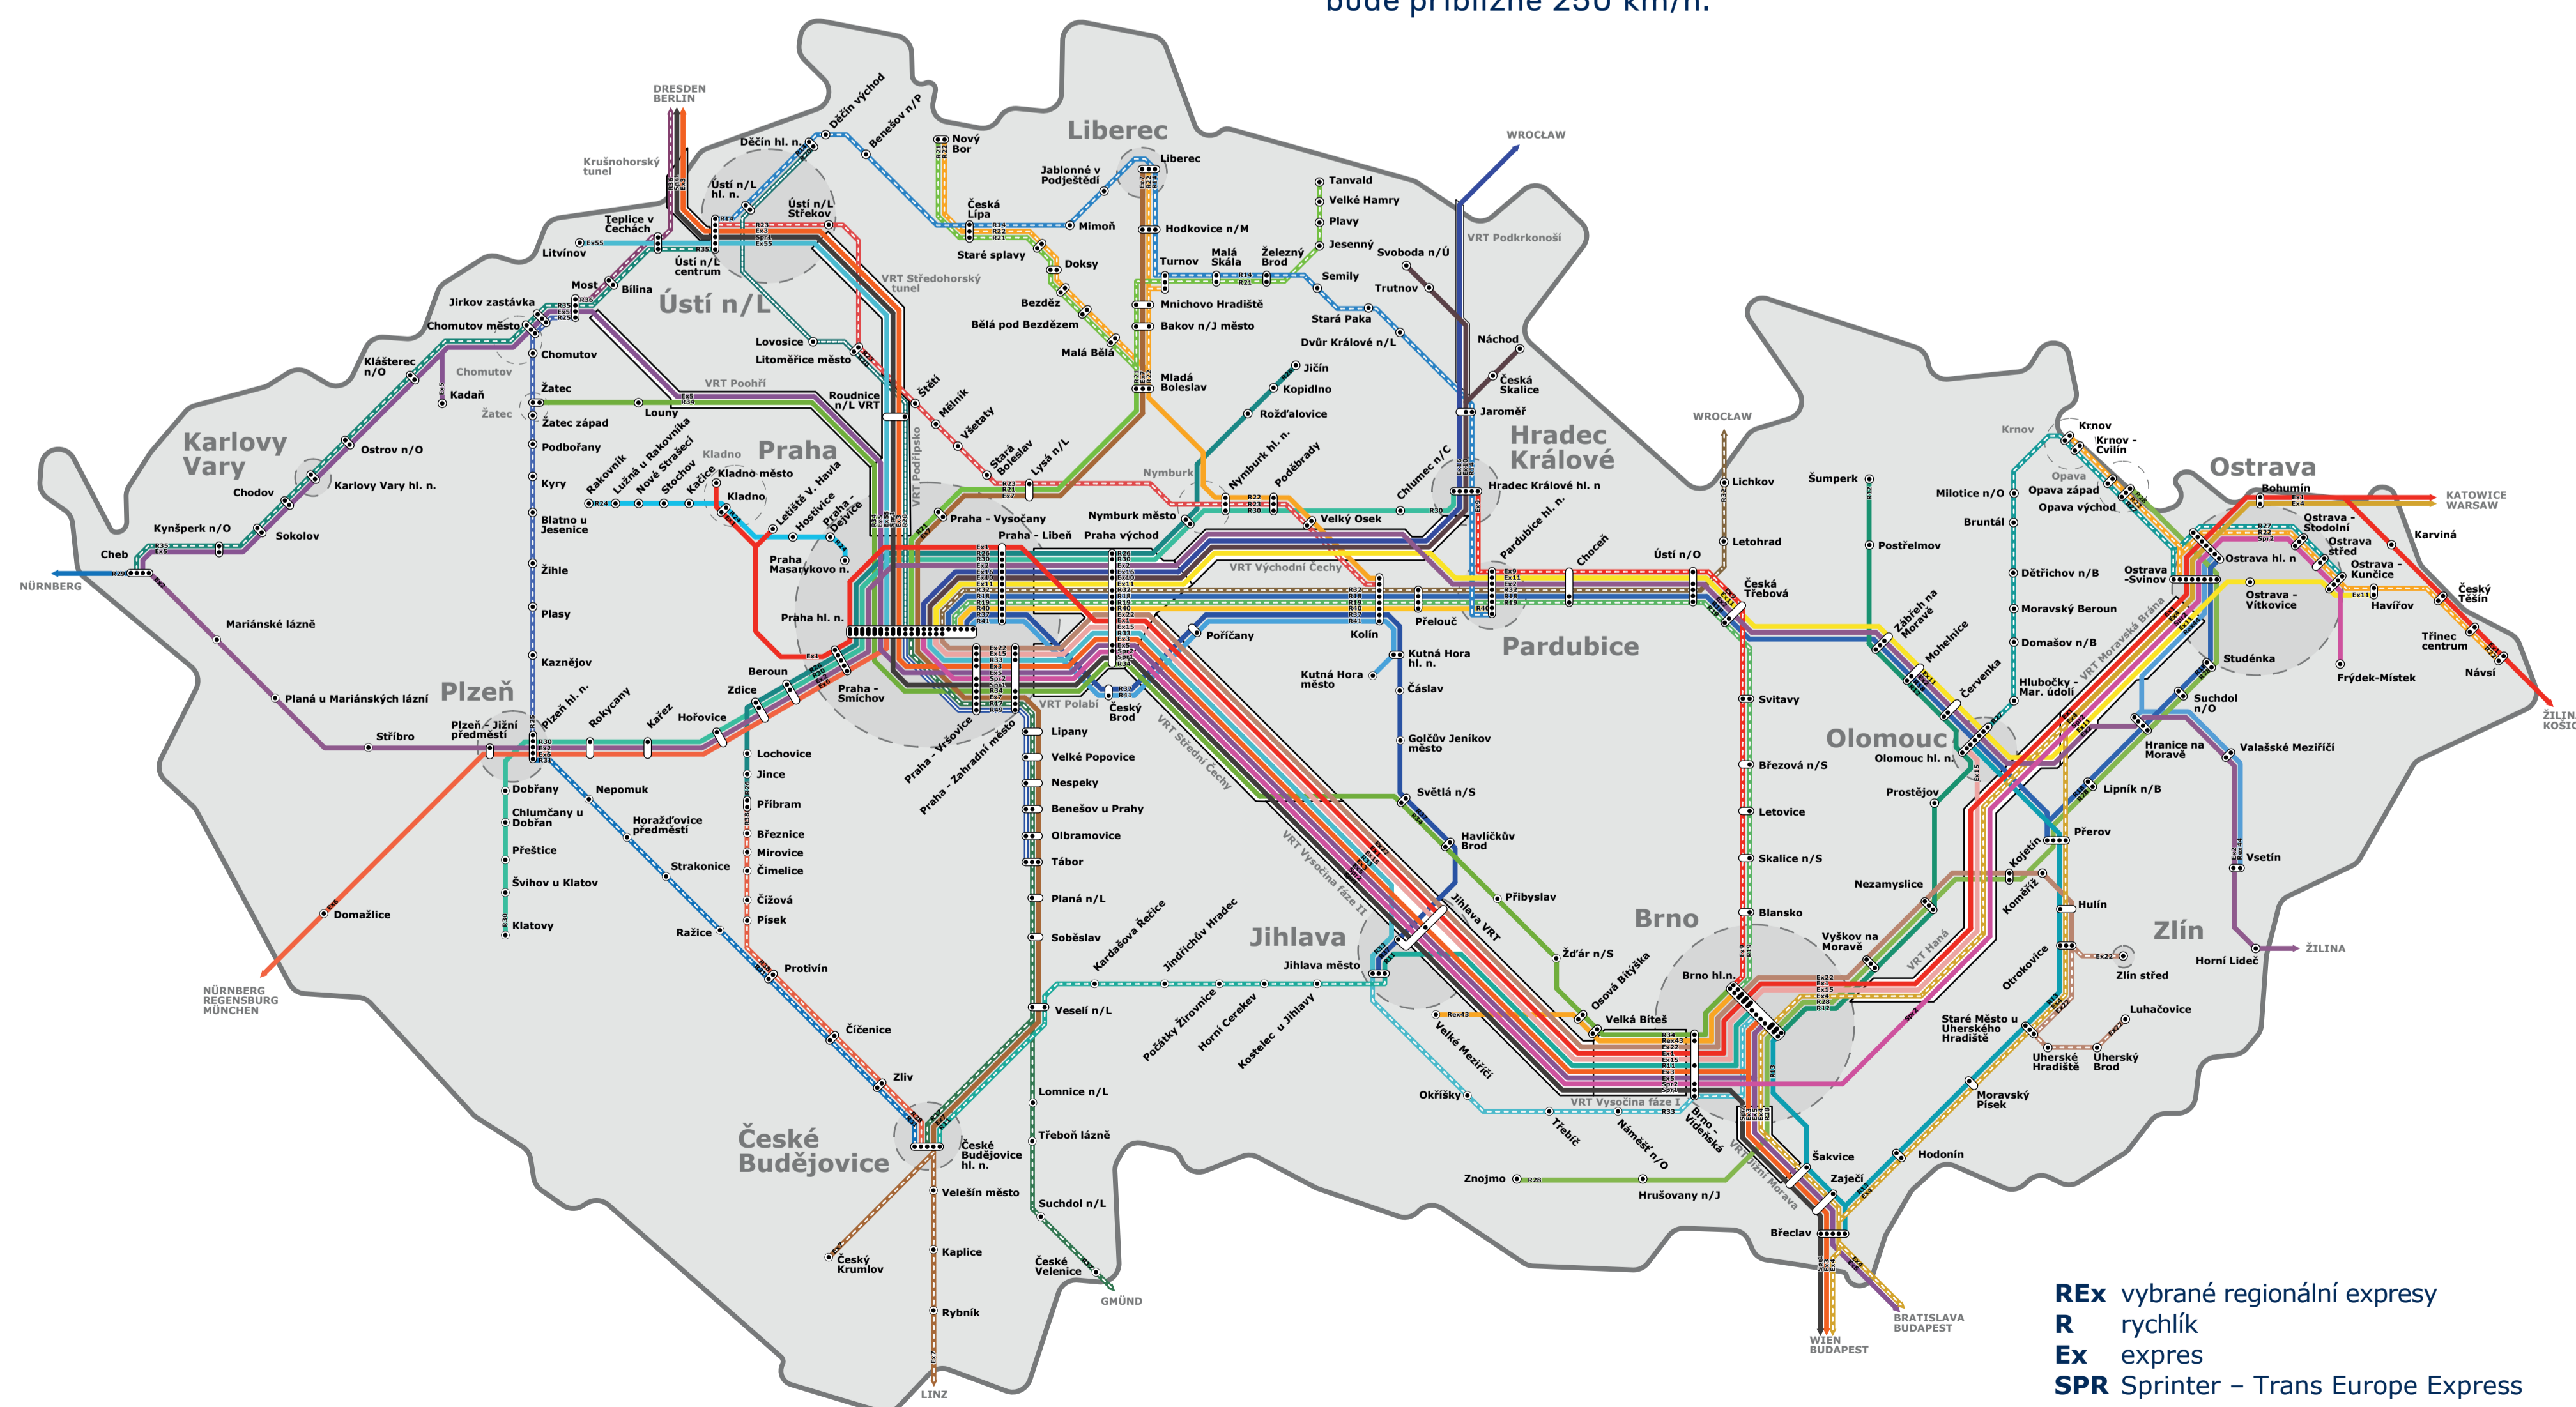 bude přibližně 250 km/h.
DRESDEN
BERLIN
Krušnohorský
tunel
Děčín východ
Děčín hl. n.
Benešov n/P
Nový
Bor
Liberec
Liberec
Jablonné v
Podještědí
WROCŁAW
Tanvald
Velké Hamry
Plavy
Jesenný
Ústí n/L
hl. n.
Ústí n/L
Střekov
Česká
Lípa
Mimoň
Hodkovice n/M
VRT Podkrkonoší
Teplice v
Čechách
Litvínov
Ústí n/L
centrum
Staré splavy
Doksy
Turnov
Malá
Skála
Železný
Brod
Semily
Svoboda n/Ú
Trutnov
VRT Středohorský
tunel
Most
Bílina
Ústí n/L
Bezděz
Mnichovo Hradiště
Stará Paka
Jirkov zastávka
Chomutov město
Bělá pod Bezdězem
Bakov n/J město
Dvůr Králové n/L
Náchod
Lovosice
Litoměřice město
Malá Bělá
Klášterec
n/O
Chomutov
Chomutov
Jičín
Česká
Skalice
Kadaň
Žatec
Žatec
VRT Poohří
Louny
Roudnice
n/L VRT
Štětí
Mladá
Boleslav
Kopidlno
Rožďalovice
Jaroměř
WROCŁAW
Mělník
Všetaty
Stará
Boleslav
Lysá n/L
Žatec západ
Podbořany
Kyry
Blatno u
Jesenice
Žihle
Plasy
Kaznějov
Karlovy
Vary
Ostrov n/O
Karlovy Vary hl. n.
Chodov
Sokolov
Kynšperk n/O
Cheb
NÜRNBERG
Praha
Kladno
Kladno město
Kladno
Rakovník
Lužná u Rakovníka
Nové Strašecí
Stochov
Kačice
Letiště V. Havla
Hostivice
Praha -
Dejvice
Praha
Masarykovo n.
VRT Podřipsko
Nymburk
Nymburk hl. n.
Poděbrady
Nymburk město
Velký Osek
Chlumec n/C
Hradec
Králové
Hradec Králové hl. n
Pardubice hl. n.
Lichkov
Letohrad
Choceň
Ústí n/O
Česká
Třebová
Praha - Vysočany
Praha - Libeň
Praha východ
VRT Východní Čechy
Praha hl. n.
Praha -
Smíchov
Poříčany
Kolín
Přelouč
Pardubice
Kutná Hora
hl. n.
Kutná Hora
město
Čáslav
Český
Brod
VRT Polabí
VRT Střední Čechy
Praha - Vršovice
Praha - Zahradní město
Šumperk
Postřelmov
Zábřeh na
Moravě
Mohelnice
Červenka
Krnov
Krnov
Krnov -
Cvilín
Opava
Opava západ
Opava východ
Milotice n/O
Bruntál
Dětřichov n/B
Moravský Beroun
Domašov n/B
Hlubočky -
Mar. údolí
Ostrava
Bohumín
KATOWICE
WARSAW
Ostrava -
Stodolní
Ostrava
střed
Ostrava hl. n
Ostrava -
Kunčice
Ostrava
-Svinov
Ostrava -
Vítkovice
Karviná
Havířov
Český
Těšín
Třinec
centrum
Návsí
Frýdek-Místek
ŽILINA
KOŠICE
Studénka
Suchdol
n/O
VRT Moravská Brána
Hranice na
Moravě
Valašské Meziříčí
Lipník n/B
Přerov
Olomouc
Olomouc hl. n.
Prostějov
Nezamyslice
Kojetín
Koměříž
Hulín
Vsetín
Zlín
Zlín střed
Otrokovice
Horní Lideč
ŽILINA
Luhačovice
Staré Město u
Uherského
Hradiště
Uherské
Hradiště
Uherský
Brod
Moravský
Písek
Hodonín
Mariánské lázně
Planá u Mariánských lázní
Stříbro
Plzeň
Plzeň - Jižní
předměstí
Plzeň hl. n.
Rokycany
Kařez
Hořovice
Zdice
Beroun
Lochovice
Jince
Příbram
Březnice
Mirovice
Čimelice
Čížová
Písek
Protivín
Číčenice
Zliv
Dobřany
Chlumčany u
Dobřan
Přeštice
Švihov u Klatov
Klatovy
Domažlice
NÜRNBERG
REGENSBURG
MÜNCHEN
Nepomuk
Horažďovice
předměstí
Strakonice
Ražice
Lipany
Velké Popovice
Nespeky
Benešov u Prahy
Olbramovice
Tábor
Planá n/L
Soběslav
Veselí n/L
Lomnice n/L
Třeboň lázně
Suchdol n/L
České
Velenice
GMÜND
České
Budějovice
České
Budějovice
hl. n.
Velešín město
Kaplice
Rybník
LINZ
Český
Krumlov
Kardašova Řečice
Jindřichův Hradec
Počátky Žirovnice
Horní Cerekev
Kostelec u Jihlavy
Golčův Jeníkov
město
Světlá n/S
Havlíčkův
Brod
Přibyslav
Žďár n/S
VRT Vysočina fáze II
Jihlava
Jihlava VRT
Jihlava město
Osová Bítýška
Velká Bíteš
Velké Meziříčí
Okříšky
Třebíč
Náměšť n/O
VRT Vysočina fáze I
Brno -
Vídeňská
Svitavy
Březová n/S
Letovice
Skalice n/S
Blansko
Brno
Brno hl.n.
Vyškov na
Moravě
VRT Haná
Znojmo
Hrušovany n/J
VRT Jižní Morava
Šakvice
Zaječí
Břeclav
WIEN
BUDAPEST
BRATISLAVA
BUDAPEST
REx vybrané regionální expresy
R rychlík
Ex expres
SPR Sprinter – Trans Europe Express